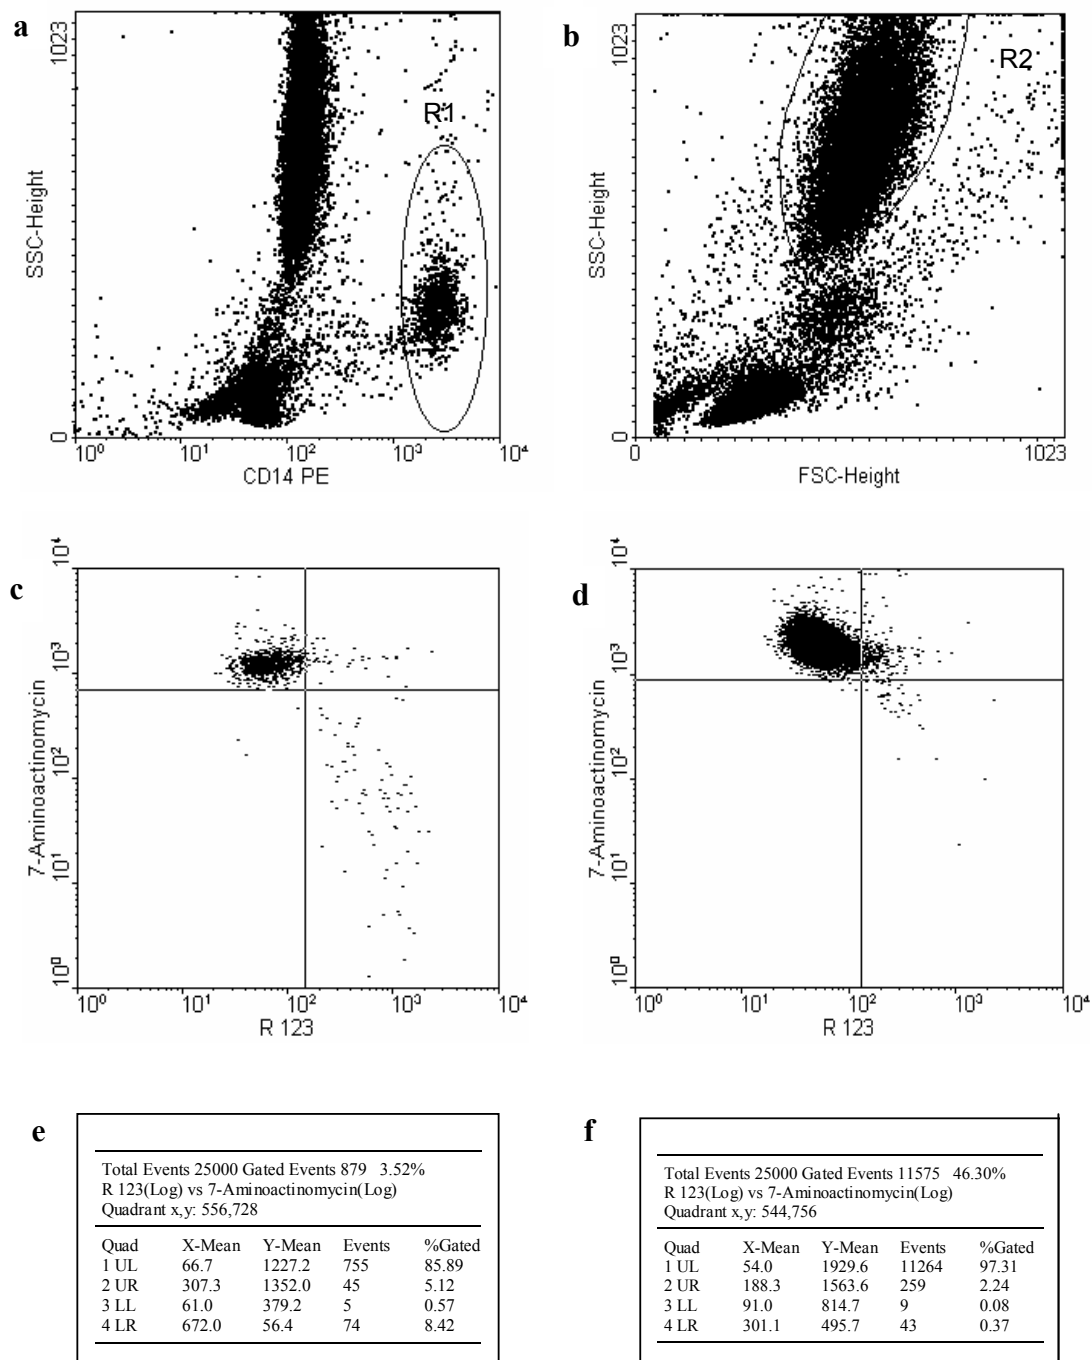 a
1023
SSC-Height
0
R1
10⁰ 10¹ 10² 10³ 10⁴
CD14 PE
b
1023
SSC-Height
0
R2
0 1023
FSC-Height
c
10⁴
10³
10²
10¹
10⁰
7-Aminoactinomycin
10⁰ 10¹ 10² 10³ 10⁴
R 123
d
10⁴
10³
10²
10¹
10⁰
7-Aminoactinomycin
10⁰ 10¹ 10² 10³ 10⁴
R 123
e
Total Events 25000 Gated Events 879 3.52%
R 123(Log) vs 7-Aminoactinomycin(Log)
Quadrant x,y: 556,728
Quad X-Mean Y-Mean Events %Gated
1 UL 66.7 1227.2 755 85.89
2 UR 307.3 1352.0 45 5.12
3 LL 61.0 379.2 5 0.57
4 LR 672.0 56.4 74 8.42
f
Total Events 25000 Gated Events 11575 46.30%
R 123(Log) vs 7-Aminoactinomycin(Log)
Quadrant x,y: 544,756
Quad X-Mean Y-Mean Events %Gated
1 UL 54.0 1929.6 11264 97.31
2 UR 188.3 1563.6 259 2.24
3 LL 91.0 814.7 9 0.08
4 LR 301.1 495.7 43 0.37